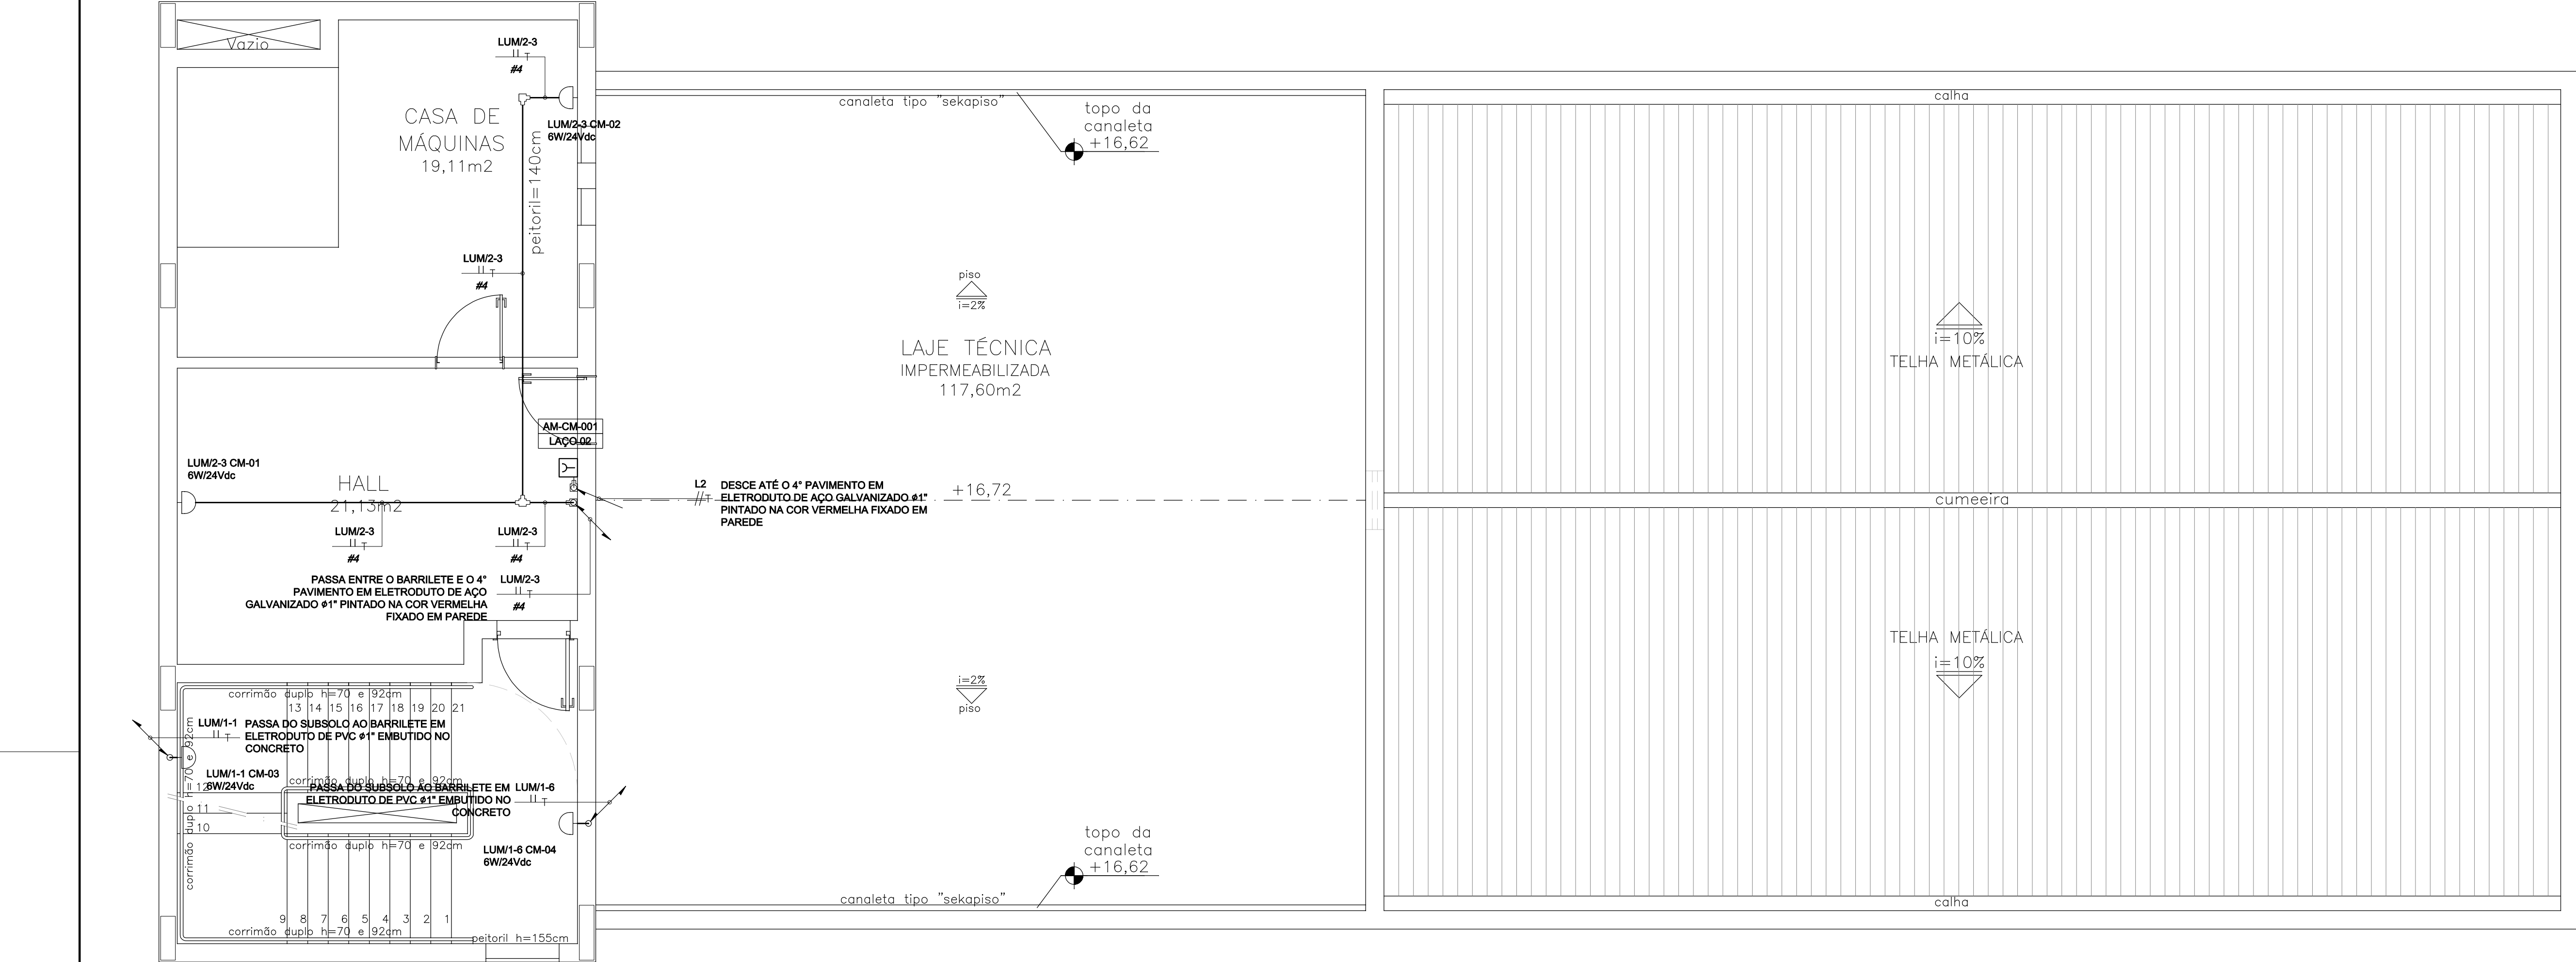 Vazio
LUM/2-3
#4
CASA DE
MÁQUINAS
19,11m2
LUM/2-3 CM-02
6W/24Vdc
peitoril=140cm
LUM/2-3
#4
AM-CM-001
LAÇO 02
LUM/2-3 CM-01
6W/24Vdc
HALL
21,13m2
LUM/2-3
#4
LUM/2-3
#4
PASSA ENTRE O BARRILETE E O 4°
PAVIMENTO EM ELETRODUTO DE AÇO
GALVANIZADO ø1" PINTADO NA COR VERMELHA
FIXADO EM PAREDE
LUM/2-3
#4
L2
DESCE ATÉ O 4° PAVIMENTO EM
ELETRODUTO DE AÇO GALVANIZADO ø1"
PINTADO NA COR VERMELHA FIXADO EM
PAREDE
corrimão duplo h=70 e 92cm
13 14 15 16 17 18 19 20 21
LUM/1-1
PASSA DO SUBSOLO AO BARRILETE EM
ELETRODUTO DE PVC ø1" EMBUTIDO NO
CONCRETO
LUM/1-1 CM-03
6W/24Vdc
corrimão duplo h=70 e 92cm
corrimão duplo h=70 e 92cm
PASSA DO SUBSOLO AO BARRILETE EM
ELETRODUTO DE PVC ø1" EMBUTIDO NO
CONCRETO
LUM/1-6
12
11
10
corrimão duplo h=70 e 92cm
LUM/1-6 CM-04
6W/24Vdc
9 8 7 6 5 4 3 2 1
corrimão duplo h=70 e 92cm
peitoril h=155cm
canaleta tipo "sekapiso"
topo da
canaleta
+16,62
piso
i=2%
LAJE TÉCNICA
IMPERMEABILIZADA
117,60m2
+16,72
i=2%
piso
topo da
canaleta
+16,62
canaleta tipo "sekapiso"
calha
i=10%
TELHA METÁLICA
cumeeira
TELHA METÁLICA
i=10%
calha